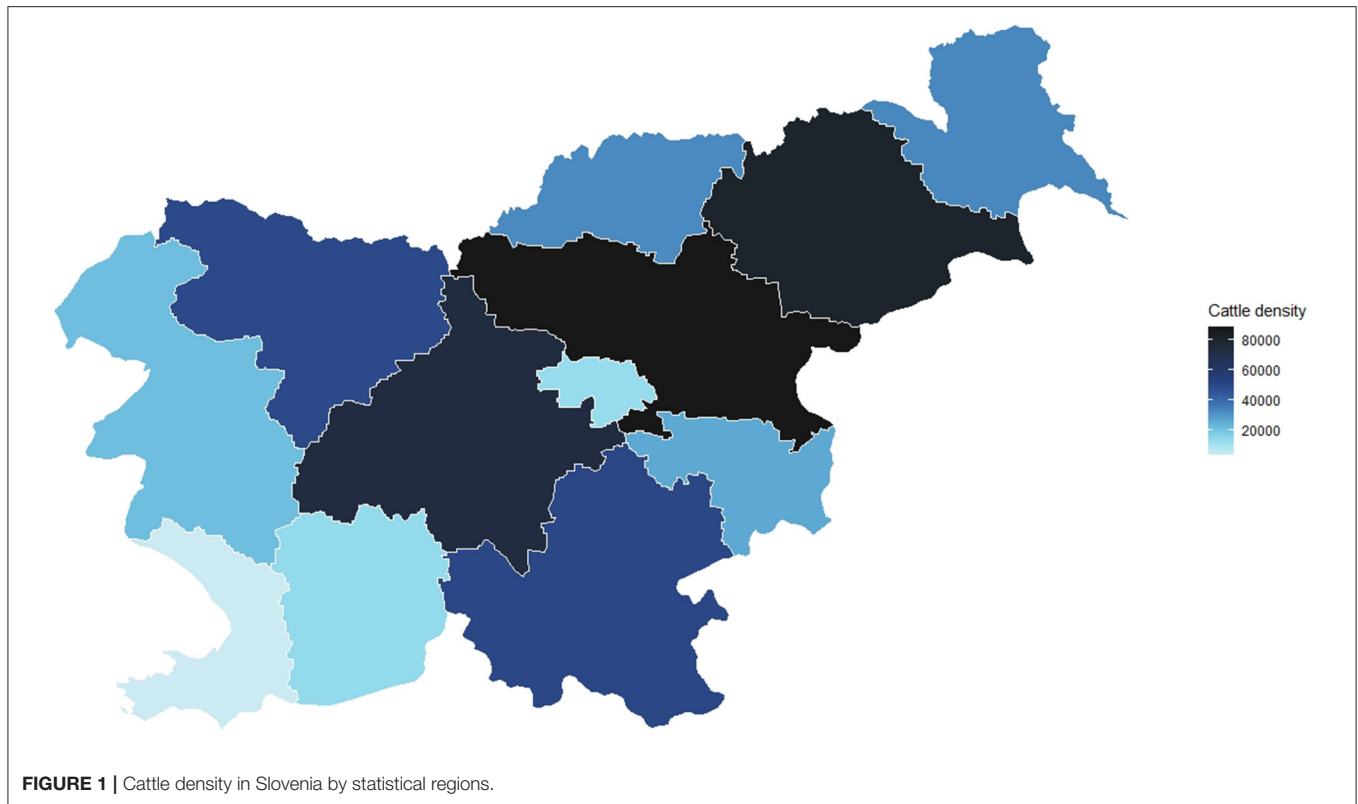 Cattle density
80000
60000
40000
20000
FIGURE 1 | Cattle density in Slovenia by statistical regions.